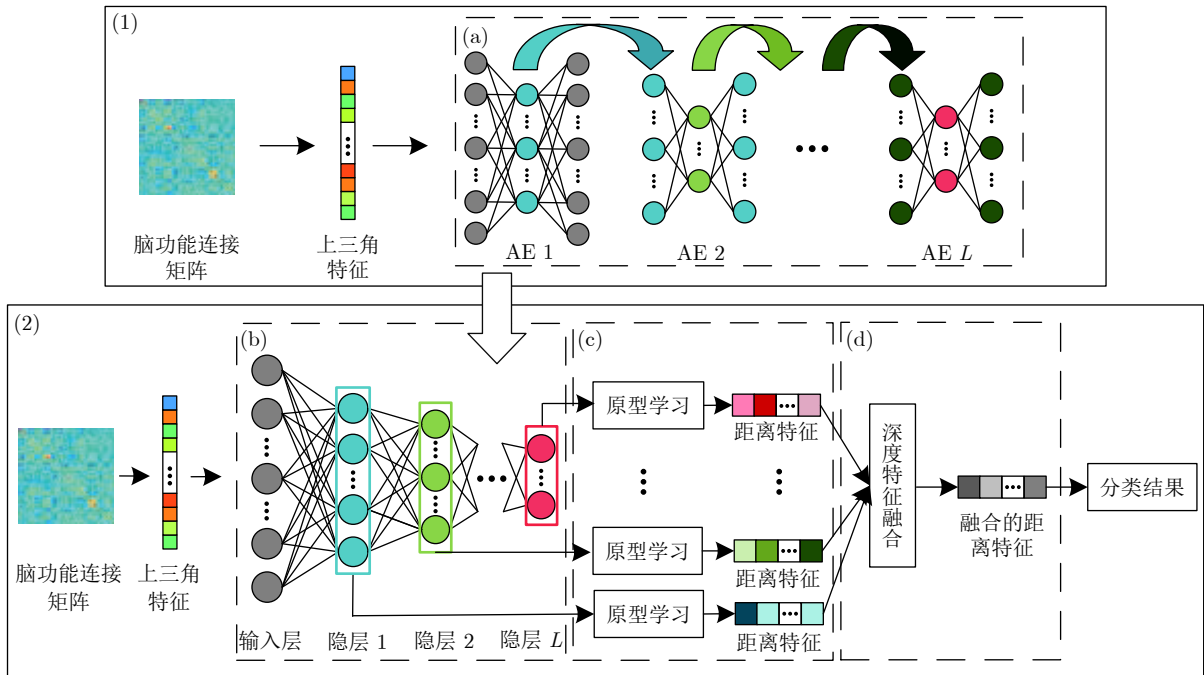 (1)
(a)
脑功能连接
矩阵
上三角
特征
AE 1
AE 2
AE L
(2)
(b)
(c)
(d)
脑功能连接
矩阵
上三角
特征
输入层
隐层 1
隐层 2
隐层 L
原型学习
距离特征
原型学习
距离特征
原型学习
距离特征
深度特征融合
融合的距
离特征
分类结果